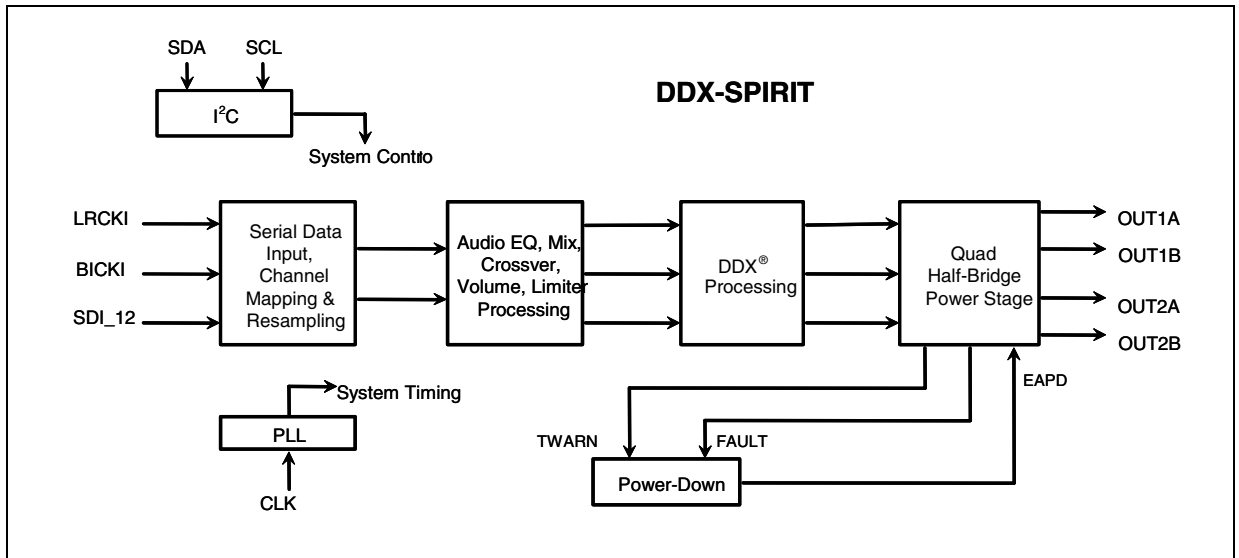 SDA
SCL
DDX-SPIRIT
I²C
System Contro
LRCKI
BICKI
SDI_12
Serial Data
Input,
Channel
Mapping &
Resampling
Audio EQ, Mix,
Crossver,
Volume, Limiter
Processing
DDX®
Processing
Quad
Half-Bridge
Power Stage
OUT1A
OUT1B
OUT2A
OUT2B
EAPD
System Timing
PLL
CLK
TWARN
FAULT
Power-Down